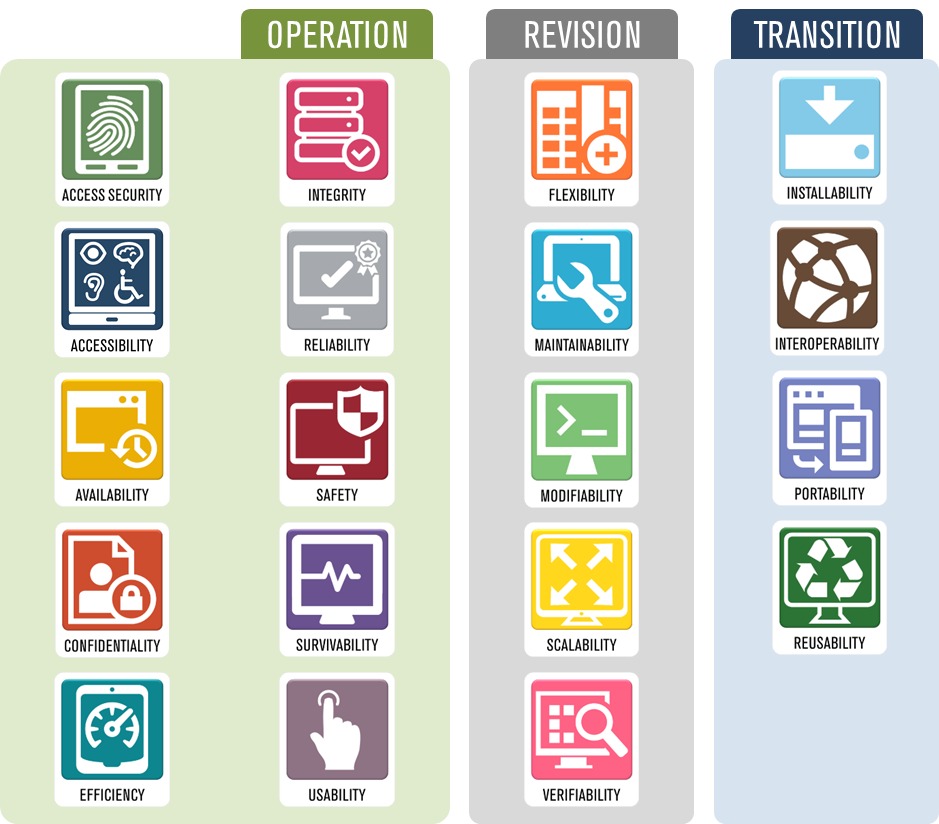 OPERATION
REVISION
TRANSITION
ACCESS SECURITY
INTEGRITY
FLEXIBILITY
INSTALLABILITY
ACCESSIBILITY
RELIABILITY
MAINTAINABILITY
INTEROPERABILITY
AVAILABILITY
SAFETY
MODIFIABILITY
PORTABILITY
CONFIDENTIALITY
SURVIVABILITY
SCALABILITY
REUSABILITY
EFFICIENCY
USABILITY
VERIFIABILITY